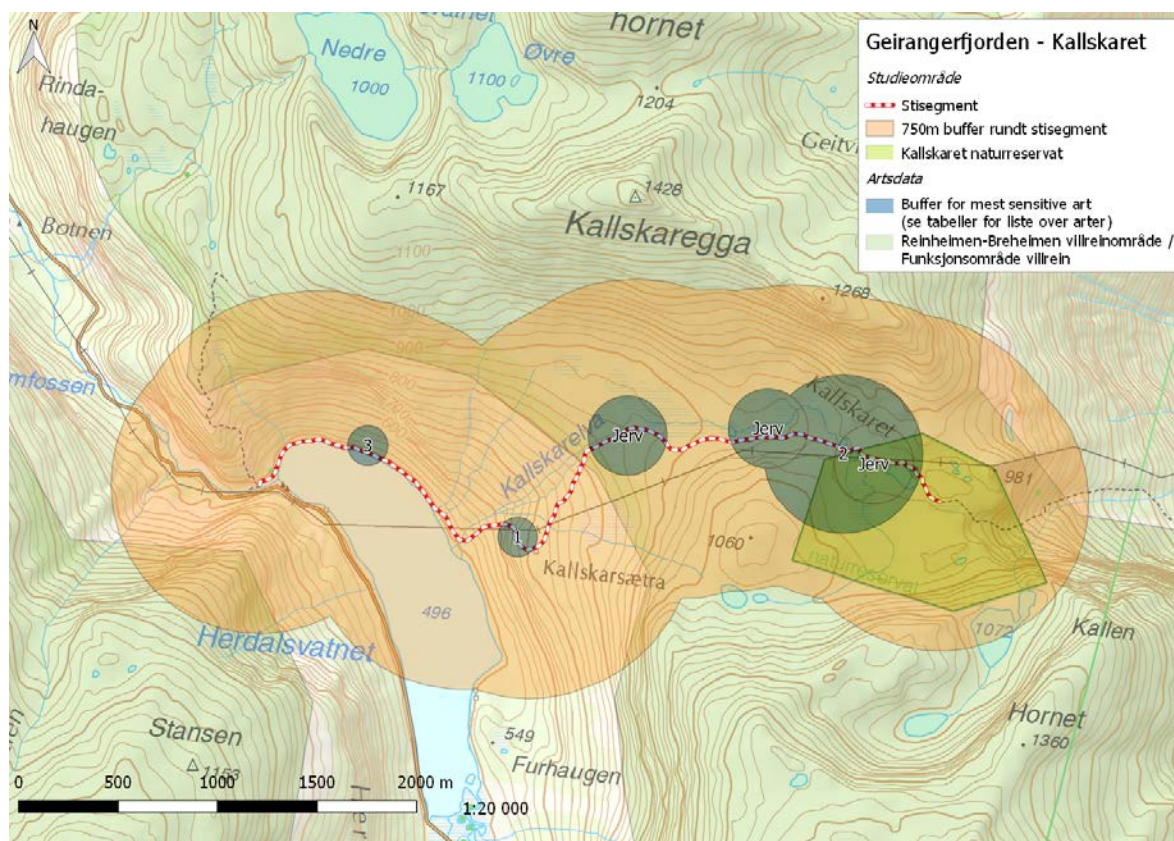 N
Nedre
1000
Øvre
1100
hornet
1204
Rinda-
haugen
1167
1428
Kallskaregga
Botnen
1100
1268
1000
900
800
mfossen
Kallskaret
Jerv
Jerv
2
Jerv
3
Kallskarelva
981
1
1060
Kallskarsætra
naturreservat
496
Herdalsvatnet
1072
Kallen
Stansen
1153
549
Furhaugen
Hornet
1360
0 500 1000 1500 2000 m
1:20 000
Geirangerfjorden - Kallskaret
Studieområde
Stisegment
750m buffer rundt stisegment
Kallskaret naturreservat
Artsdata
Buffer for mest sensitive art
(se tabeller for liste over arter)
Reinheimen-Breheimen villreinområde /
Funksjonsområde villrein